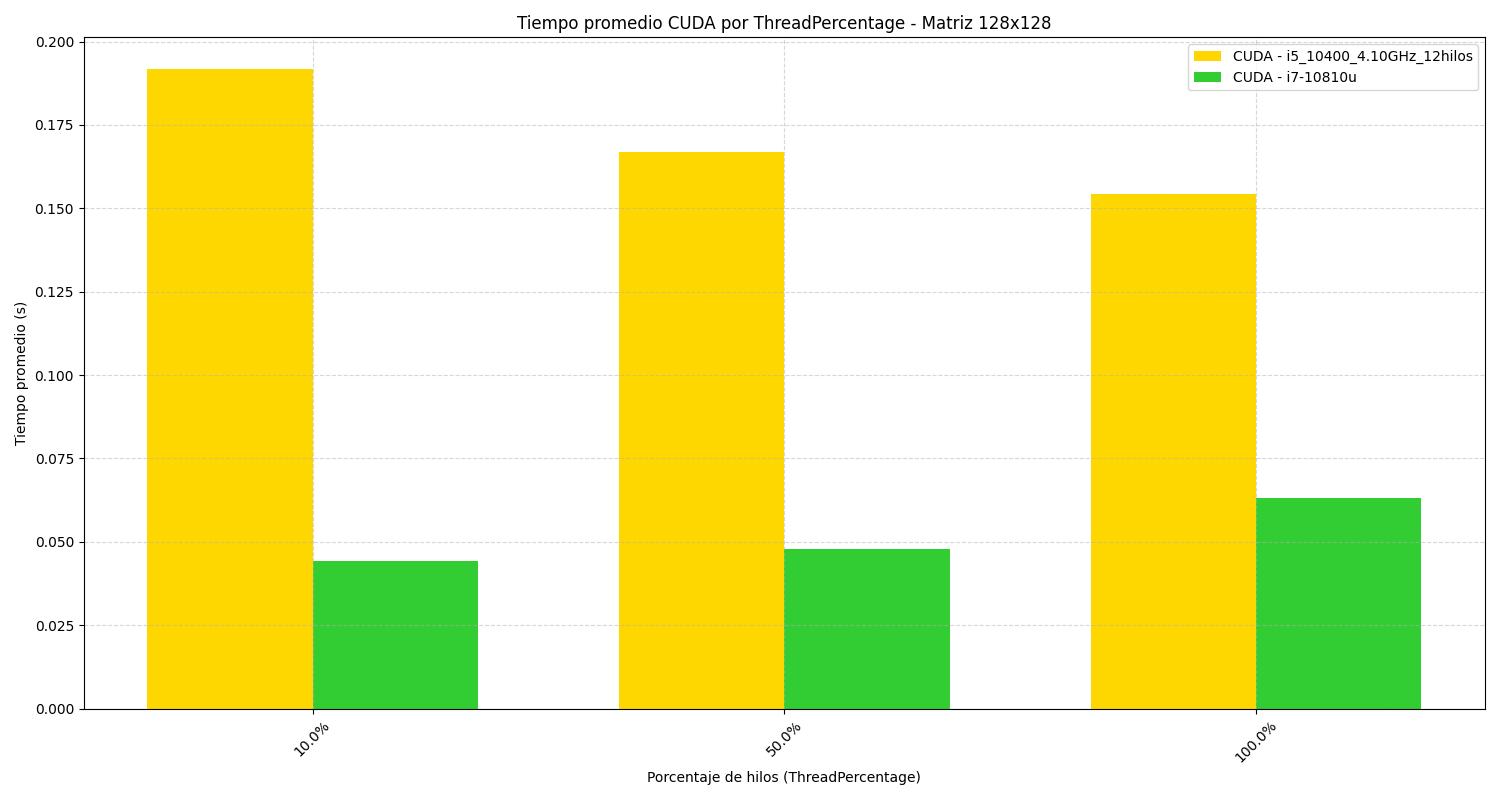 Tiempo promedio CUDA por ThreadPercentage - Matriz 128x128
CUDA - i5_10400_4.10GHz_12hilos
CUDA - i7-10810u
Tiempo promedio (s)
0.200
0.175
0.150
0.125
0.100
0.075
0.050
0.025
0.000
10.0%
50.0%
100.0%
Porcentaje de hilos (ThreadPercentage)